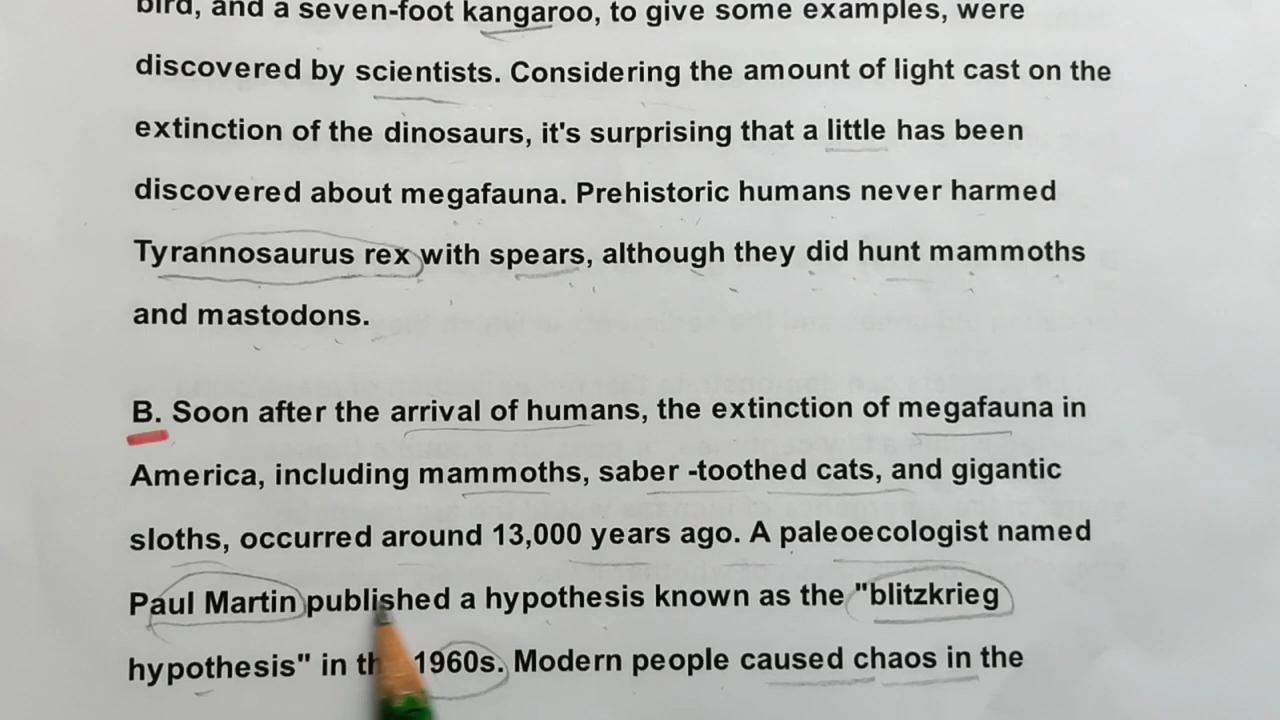 bird, and a seven-foot kangaroo, to give some examples, were
discovered by scientists. Considering the amount of light cast on the
extinction of the dinosaurs, it's surprising that a little has been
discovered about megafauna. Prehistoric humans never harmed
Tyrannosaurus rex with spears, although they did hunt mammoths
and mastodons.
B. Soon after the arrival of humans, the extinction of megafauna in
America, including mammoths, saber -toothed cats, and gigantic
sloths, occurred around 13,000 years ago. A paleoecologist named
Paul Martin published a hypothesis known as the "blitzkrieg
hypothesis" in the 1960s. Modern people caused chaos in the